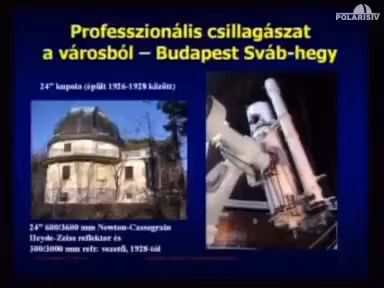 POLARISTV
Professzionális csillagászat
a városból – Budapest Sváb-hegy
24" kupola (épült 1926-1928 között)
24" 600/3600 mm Newton-Cassegrain
Heyde-Zeiss reflektor és
300/3000 mm refr. vezető, 1928-tól